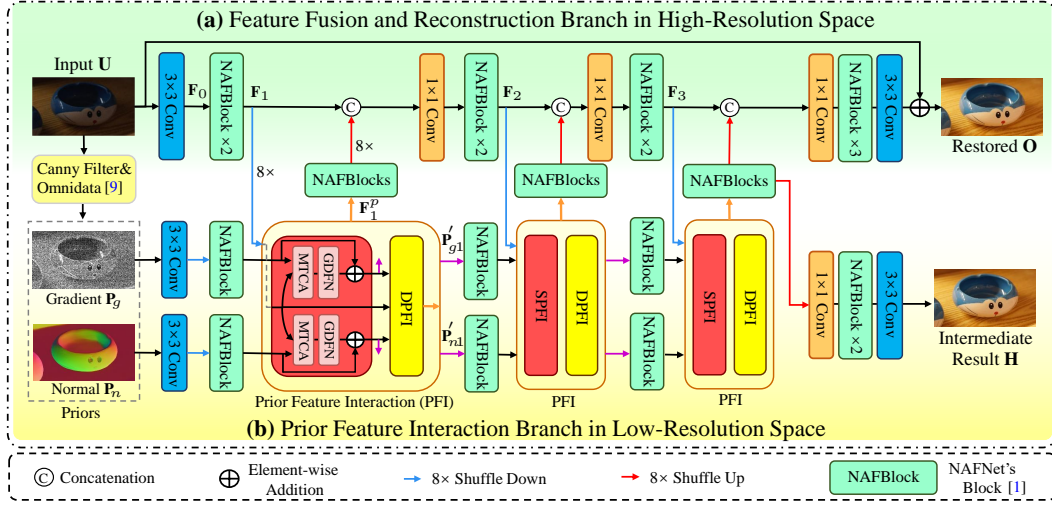 (a) Feature Fusion and Reconstruction Branch in High-Resolution Space
Input U
3×3 Conv
F0
NAFBlock ×2
F1
C
1×1 Conv
NAFBlock ×2
F2
C
1×1 Conv
NAFBlock ×2
F3
C
1×1 Conv
NAFBlock ×3
3×3 Conv
Restored O
8×
8×
NAFBlocks
NAFBlocks
NAFBlocks
F1^p
Canny Filter&
Omnidata [9]
Gradient Pg
3×3 Conv
NAFBlock
MTCA
GDFN
MTCA
GDFN
DPFI
P′g1
NAFBlock
SPFI
DPFI
NAFBlock
SPFI
DPFI
1×1 Conv
NAFBlock ×2
3×3 Conv
Intermediate
Result H
Normal Pn
3×3 Conv
NAFBlock
P′n1
NAFBlock
NAFBlock
Priors
Prior Feature Interaction (PFI)
PFI
PFI
(b) Prior Feature Interaction Branch in Low-Resolution Space
C
Concatenation
Element-wise
Addition
8× Shuffle Down
8× Shuffle Up
NAFBlock
NAFNet's
Block [1]